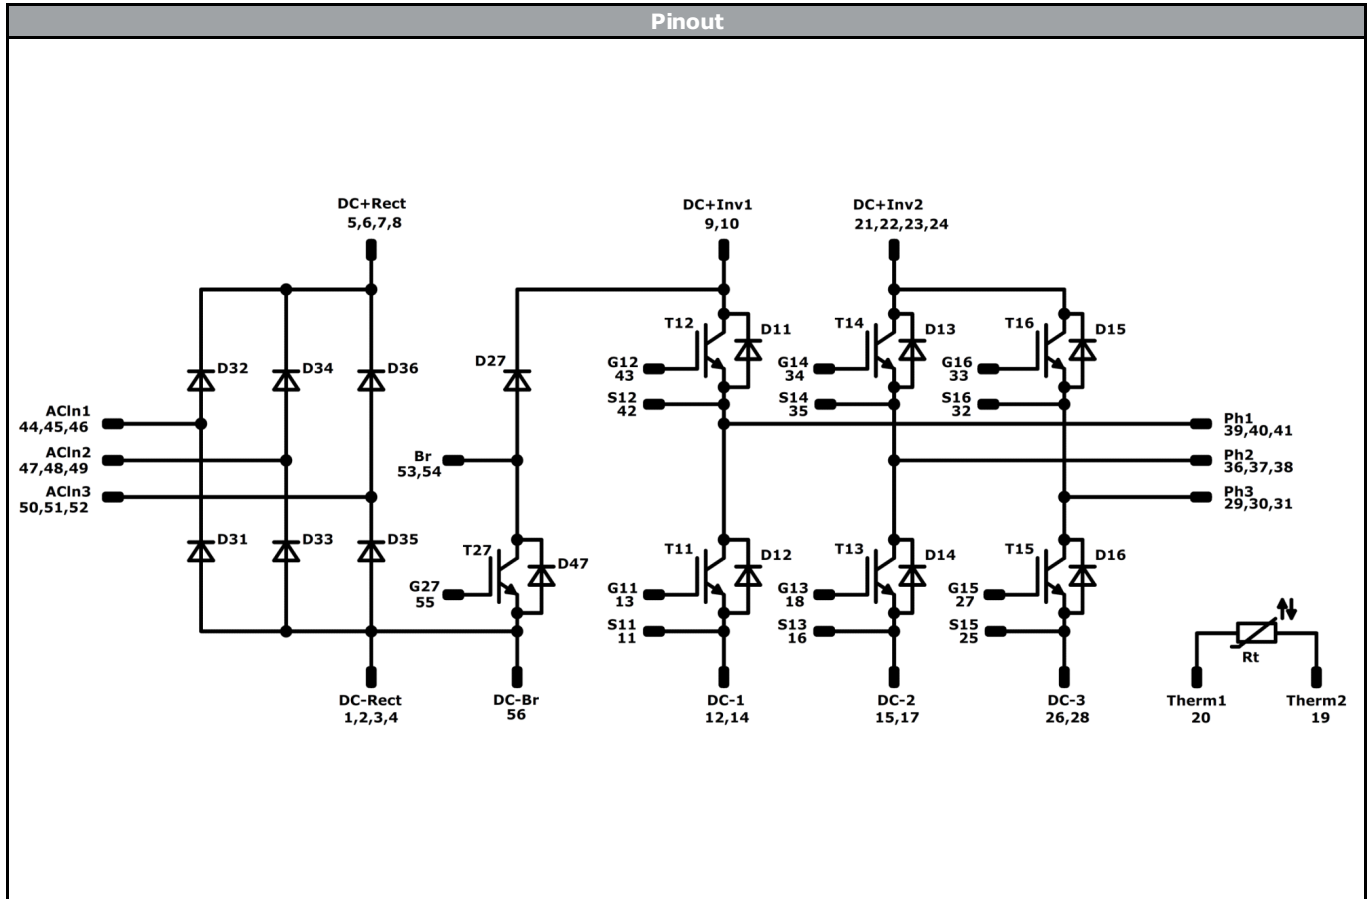 Pinout
DC+Rect
5,6,7,8
DC+Inv1
9,10
DC+Inv2
21,22,23,24
T12
D11
T14
D13
T16
D15
D32
D34
D36
D27
G12
43
G14
34
G16
33
S12
42
S14
35
S16
32
ACIn1
44,45,46
ACIn2
47,48,49
ACIn3
50,51,52
Br
53,54
Ph1
39,40,41
Ph2
36,37,38
Ph3
29,30,31
D31
D33
D35
T27
D47
T11
D12
T13
D14
T15
D16
G27
55
G11
13
G13
18
G15
27
S11
11
S13
16
S15
25
Rt
DC-Rect
1,2,3,4
DC-Br
56
DC-1
12,14
DC-2
15,17
DC-3
26,28
Therm1
20
Therm2
19